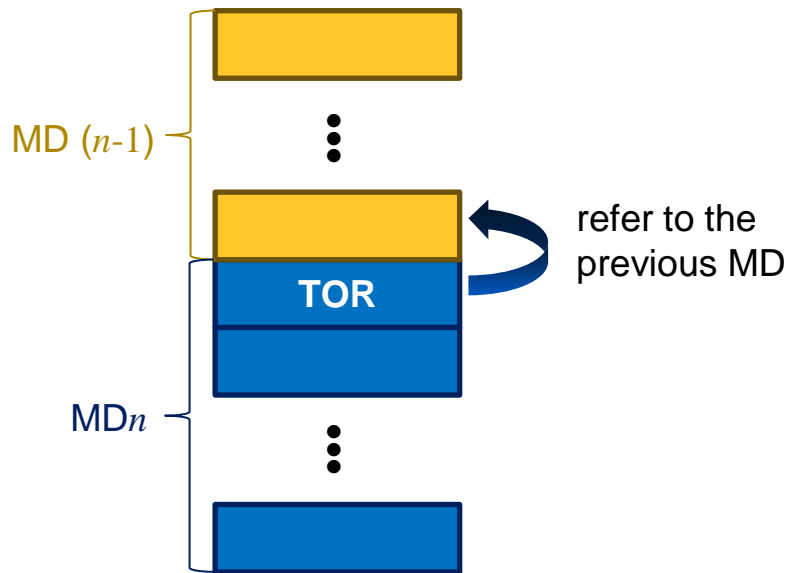 MD (n-1)
refer to the
previous MD
TOR
MDn